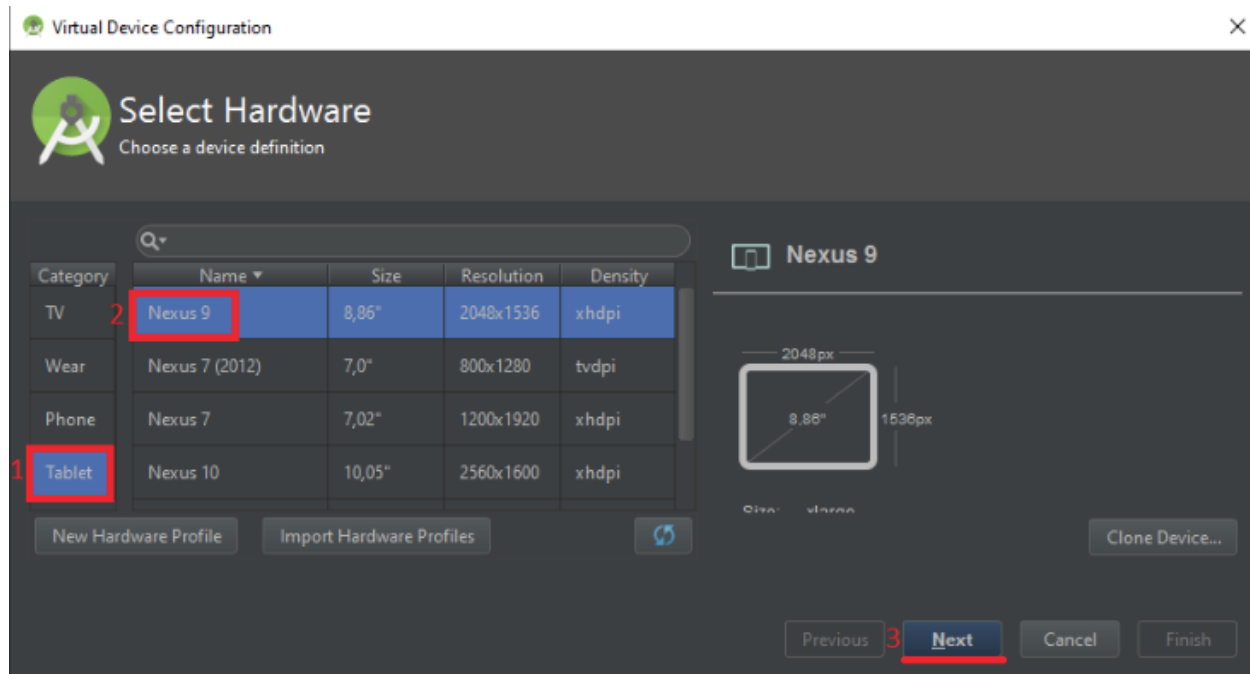 Virtual Device Configuration
Select Hardware
Choose a device definition
Category
Name Size Resolution Density
TV
2 Nexus 9 8,86" 2048x1536 xhdpi
Wear
Nexus 7 (2012) 7,0" 800x1280 tvdpi
Phone
Nexus 7 7,02" 1200x1920 xhdpi
1 Tablet
Nexus 10 10,05" 2560x1600 xhdpi
New Hardware Profile Import Hardware Profiles
Nexus 9
2048px
8,86"
1536px
Size: xlarge
Clone Device...
Previous 3 Next Cancel Finish